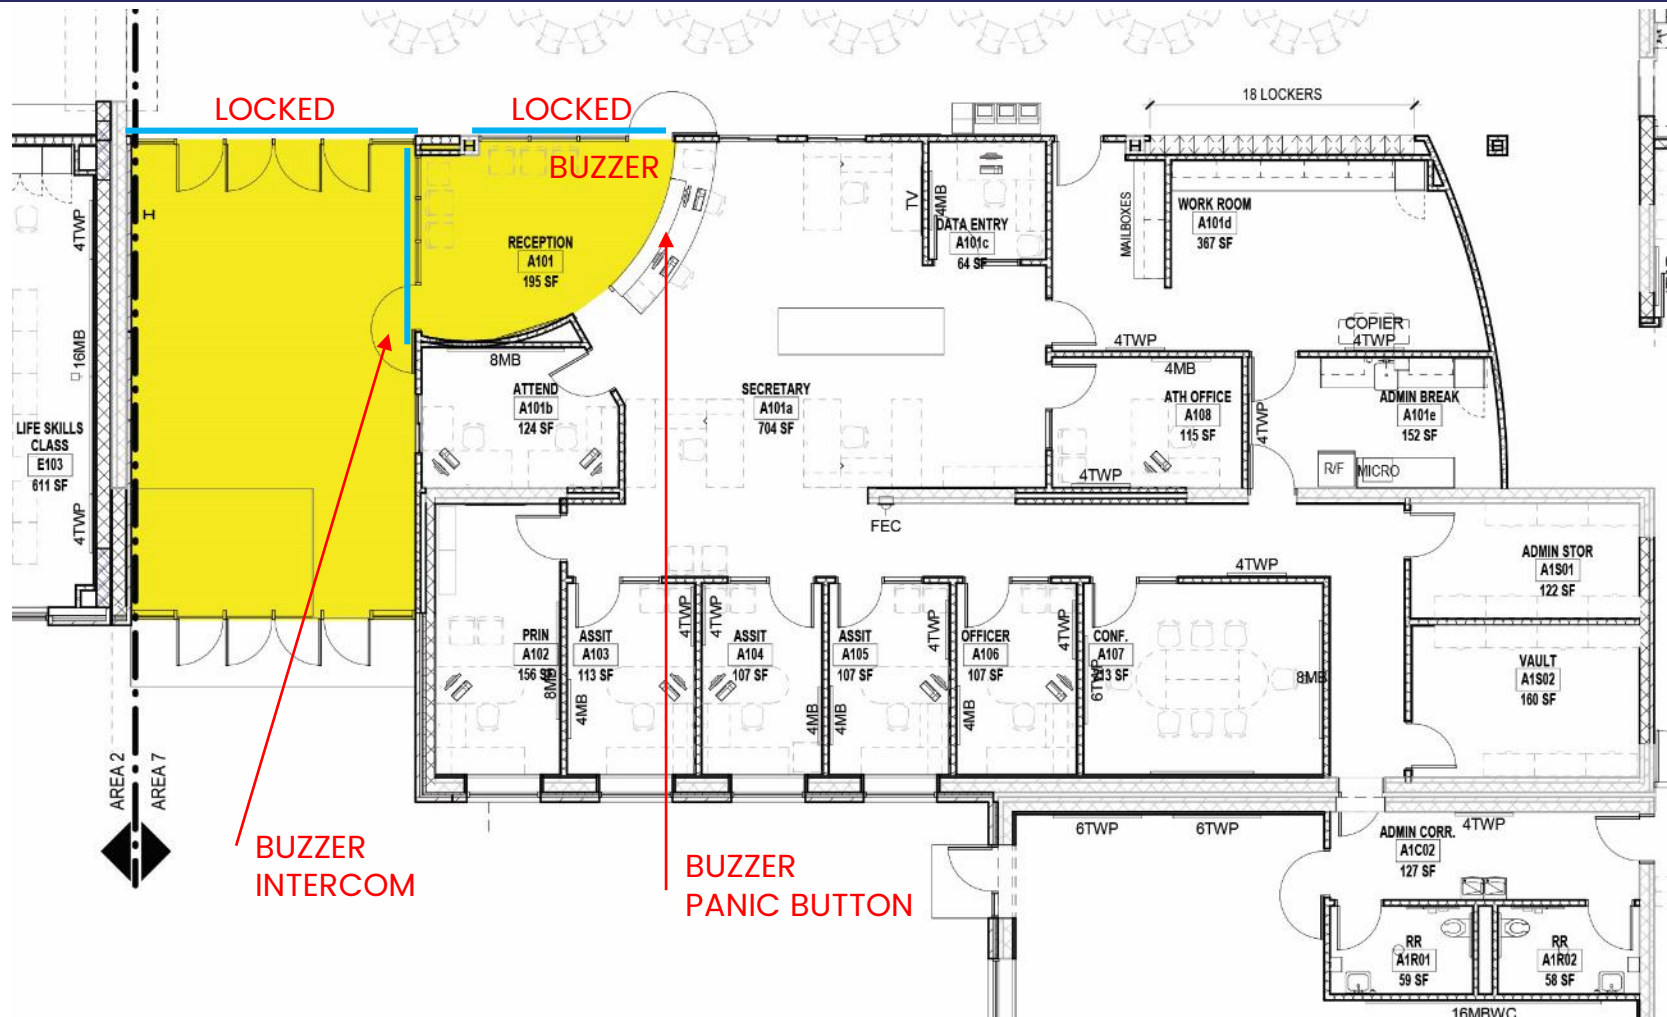 18 LOCKERS
LOCKED
LOCKED
BUZZER
H
H
H
H
4TWP
16MB
4TWP
LIFE SKILLS
CLASS
E103
611 SF
RECEPTION
A101
195 SF
TV
4MB
DATA ENTRY
A101c
64 SF
MAILBOXES
WORK ROOM
A101d
367 SF
COPIER
4TWP
4TWP
8MB
ATTEND
A101b
124 SF
SECRETARY
A101a
704 SF
4MB
ATH OFFICE
A108
115 SF
4TWP
4TWP
ADMIN BREAK
A101e
152 SF
R/F
MICRO
FEC
4TWP
ADMIN STOR
A1S01
122 SF
PRIN
A102
156 SF
8MB
ASSIT
A103
113 SF
4MB
4TWP
4TWP
ASSIT
A104
107 SF
4MB
ASSIT
A105
107 SF
4MB
4TWP
OFFICER
A106
107 SF
4MB
4TWP
CONF.
A107
213 SF
6TWP
8MB
VAULT
A1S02
160 SF
AREA 2
AREA 7
BUZZER
INTERCOM
BUZZER
PANIC BUTTON
6TWP
6TWP
4TWP
ADMIN CORR.
A1C02
127 SF
RR
A1R01
59 SF
RR
A1R02
58 SF
16MBWC